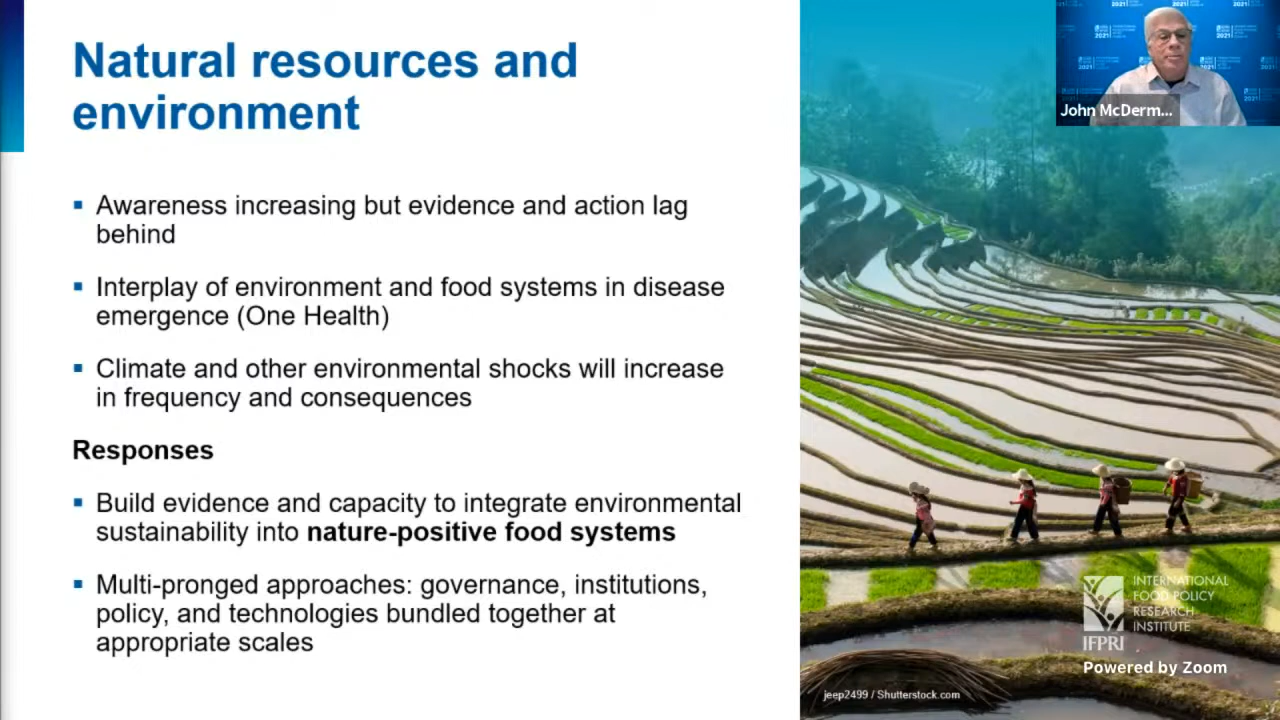 Natural resources and
environment
Awareness increasing but evidence and action lag
behind
Interplay of environment and food systems in disease
emergence (One Health)
Climate and other environmental shocks will increase
in frequency and consequences
Responses
Build evidence and capacity to integrate environmental
sustainability into nature-positive food systems
Multi-pronged approaches: governance, institutions,
policy, and technologies bundled together at
appropriate scales
John McDerm...
INTERNATIONAL
FOOD POLICY
RESEARCH
INSTITUTE
IFPRI
Powered by Zoom
jeep2499 / Shutterstock.com